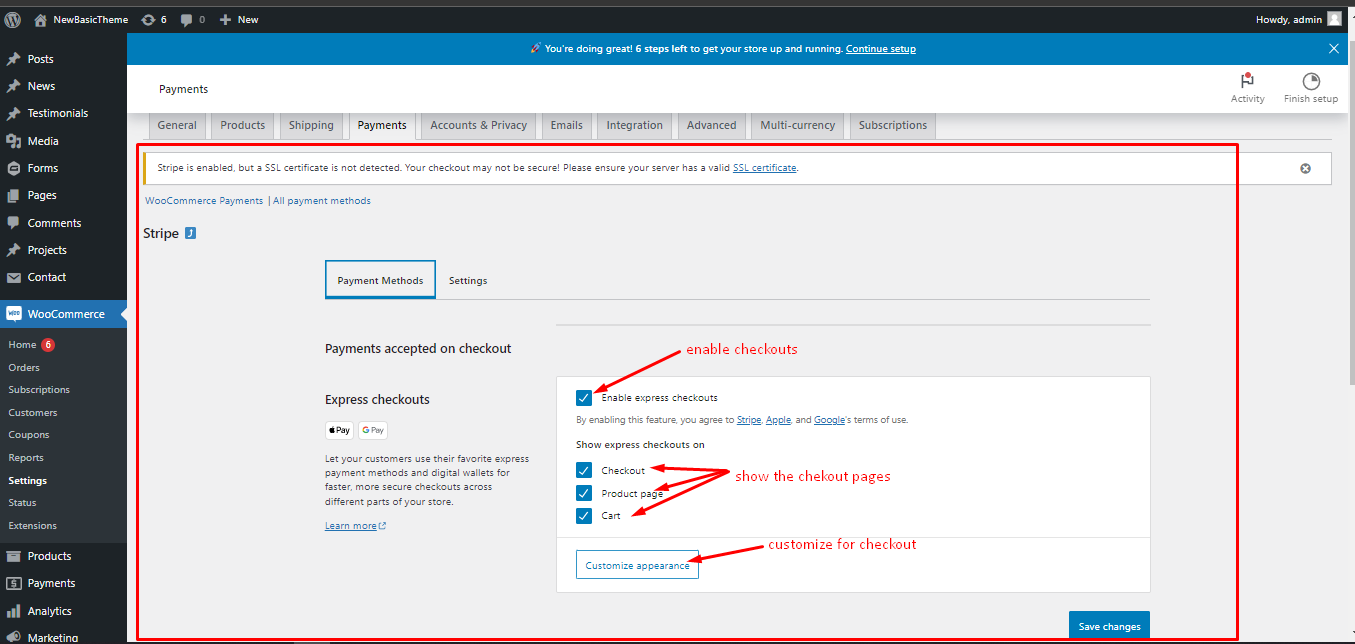 NewBasicTheme 6 0 New Howdy, admin
🚀 You're doing great! 6 steps left to get your store up and running. Continue setup
Payments
Activity
Finish setup
General Products Shipping Payments Accounts & Privacy Emails Integration Advanced Multi-currency Subscriptions
Stripe is enabled, but a SSL certificate is not detected. Your checkout may not be secure! Please ensure your server has a valid SSL certificate.
WooCommerce Payments | All payment methods
Stripe
Payment Methods Settings
Payments accepted on checkout
enable checkouts
Express checkouts
Pay G Pay
Let your customers use their favorite express
payment methods and digital wallets for
faster, more secure checkouts across
different parts of your store.
Learn more
Enable express checkouts
By enabling this feature, you agree to Stripe, Apple, and Google's terms of use.
Show express checkouts on
Checkout
Product page
Cart
show the chekout pages
customize for checkout
Customize appearance
Save changes
Posts
News
Testimonials
Media
Forms
Pages
Comments
Projects
Contact
WooCommerce
Home 6
Orders
Subscriptions
Customers
Coupons
Reports
Settings
Status
Extensions
Products
Payments
Analytics
Marketing